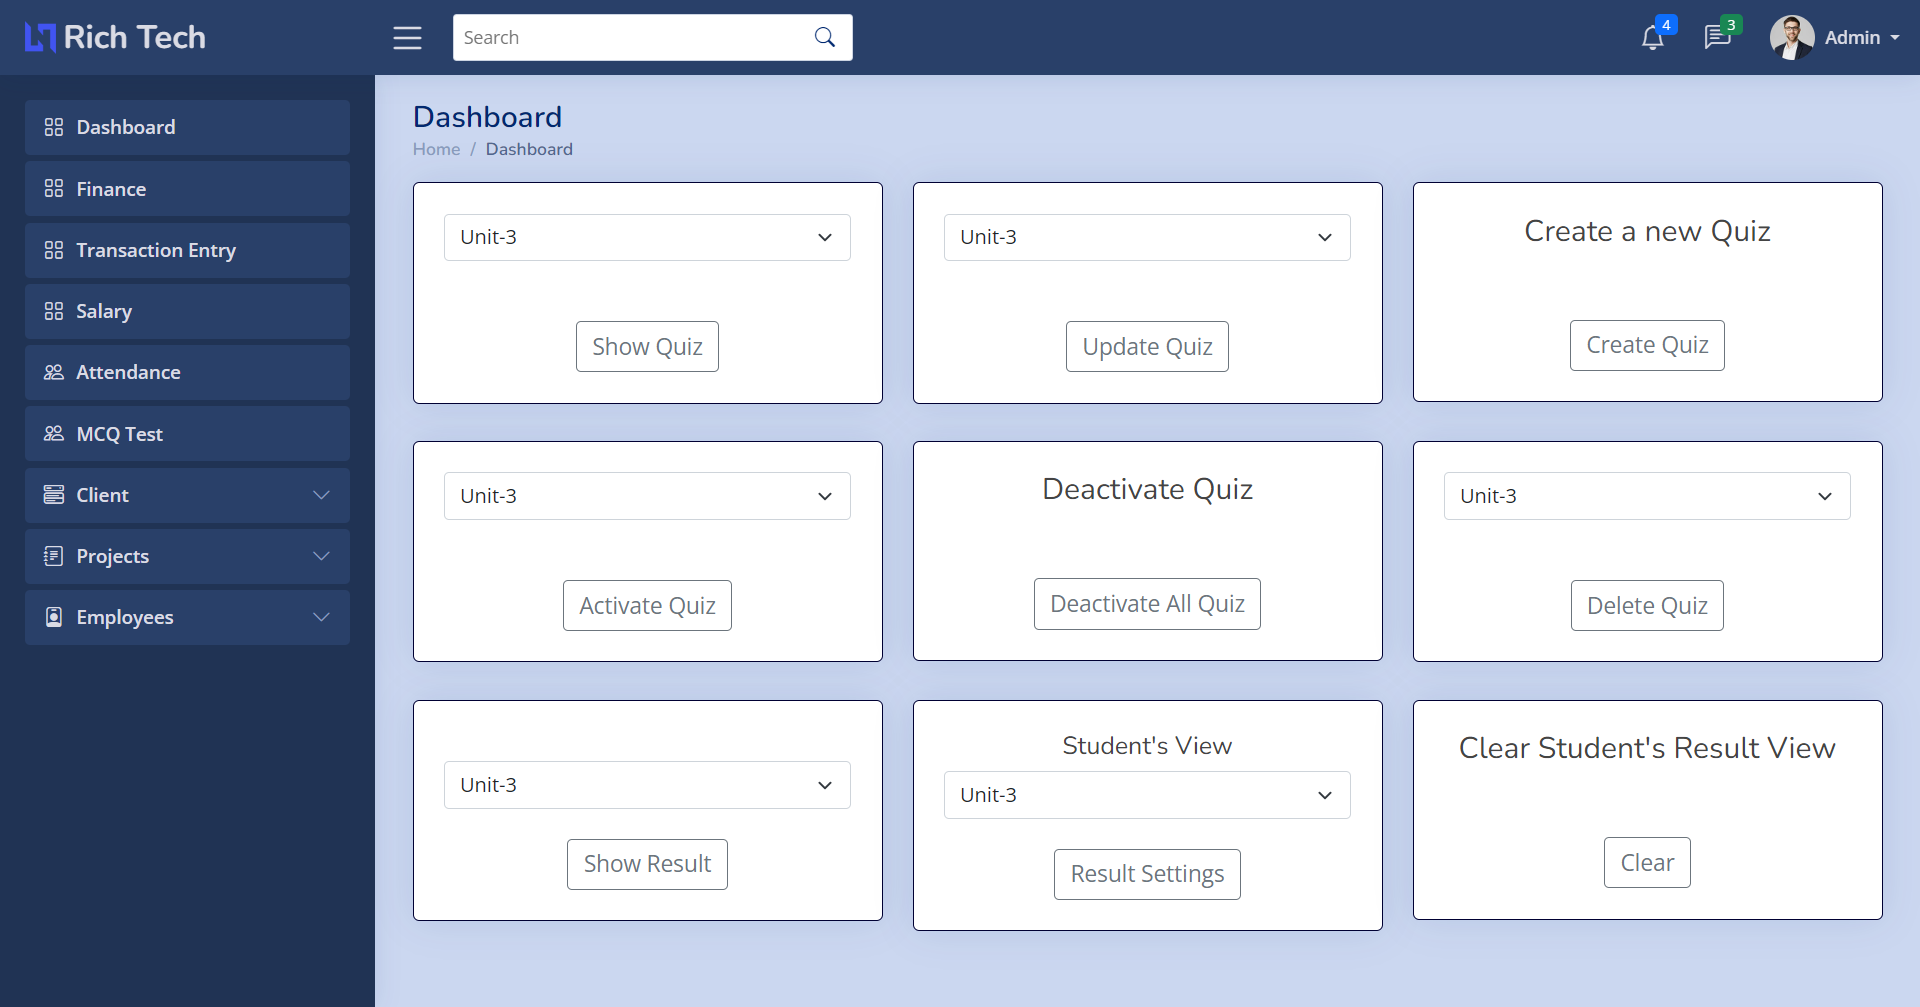 Rich Tech
Search
4
3
Admin
Dashboard
Finance
Transaction Entry
Salary
Attendance
MCQ Test
Client
Projects
Employees
Dashboard
Home / Dashboard
Unit-3
Show Quiz
Unit-3
Update Quiz
Create a new Quiz
Create Quiz
Unit-3
Activate Quiz
Deactivate Quiz
Deactivate All Quiz
Unit-3
Delete Quiz
Unit-3
Show Result
Student's View
Unit-3
Result Settings
Clear Student's Result View
Clear